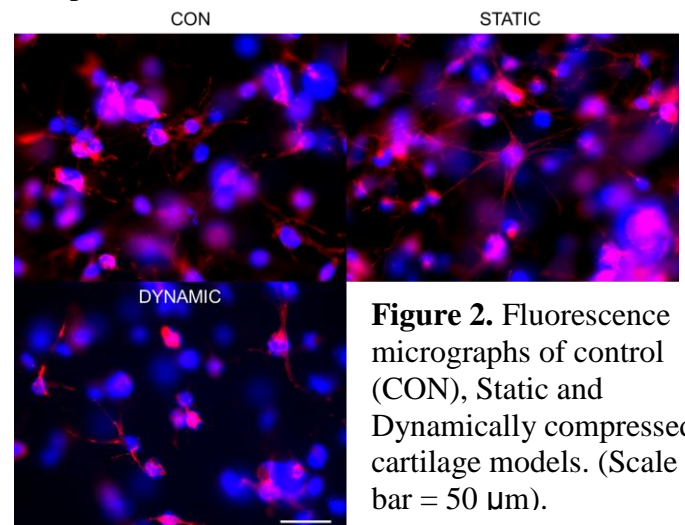 CON
STATIC
DYNAMIC
Figure 2. Fluorescence
micrographs of control
(CON), Static and
Dynamically compressed
cartilage models. (Scale
bar = 50 μm).